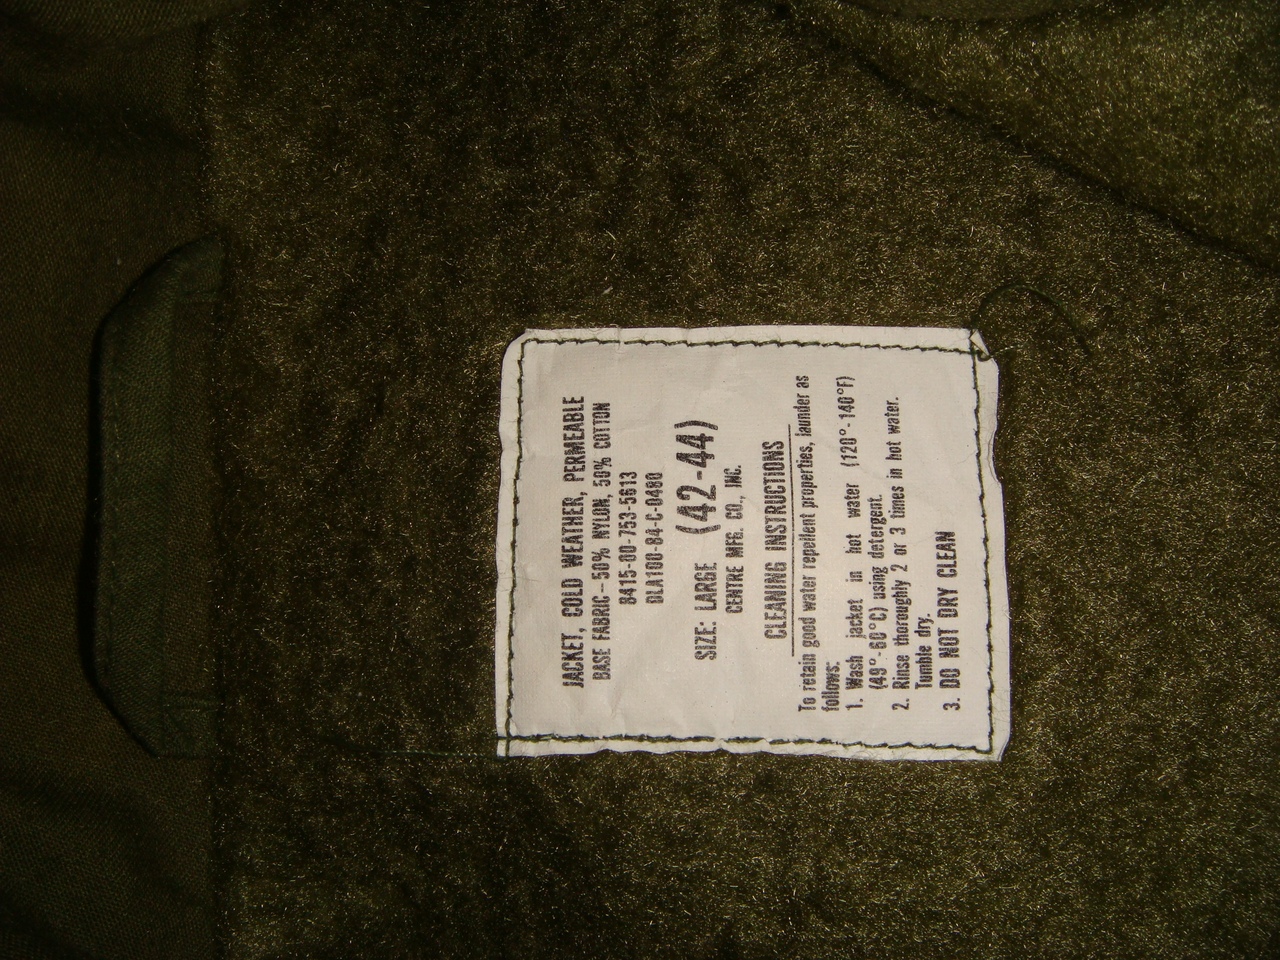 JACKET, COLD WEATHER, PERMEABLE
BASE FABRIC – 50% NYLON, 50% COTTON
8415-00-753-5613
DLA100-84-C-0480
SIZE: LARGE (42-44)
CENTRE MFG. CO., INC.
CLEANING INSTRUCTIONS
To retain good water repellent properties, launder as
follows:
1. Wash jacket in hot water (120°-140°F)
(49°-60°C) using detergent.
2. Rinse thoroughly 2 or 3 times in hot water.
Tumble dry.
3. DO NOT DRY CLEAN